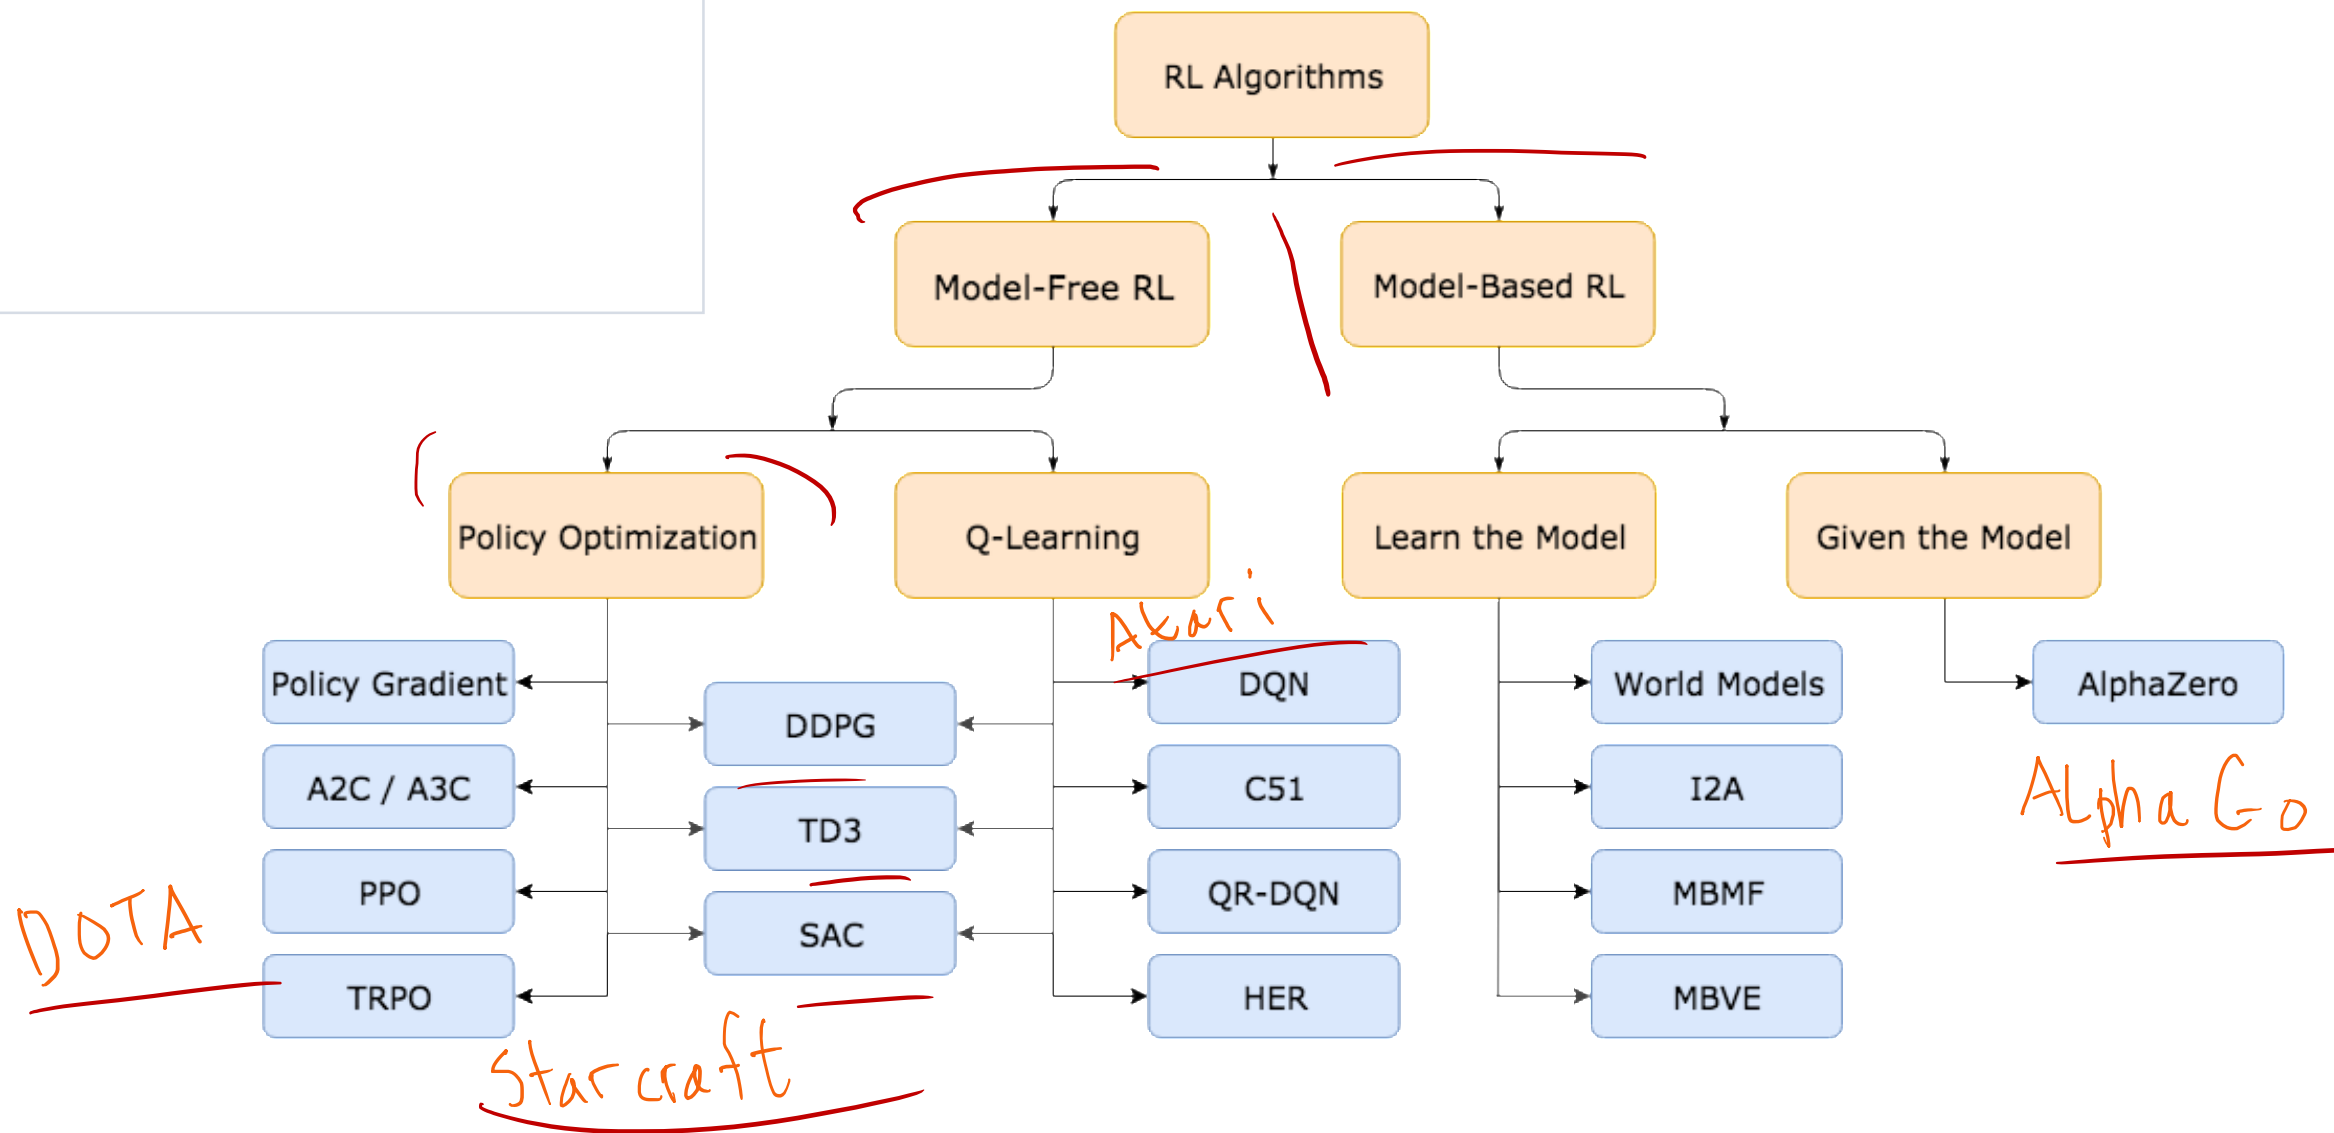 RL Algorithms
Model-Free RL
Model-Based RL
Policy Optimization
Q-Learning
Learn the Model
Given the Model
Atari
Policy Gradient
DDPG
DQN
World Models
AlphaZero
A2C / A3C
TD3
C51
I2A
AlphaGo
PPO
SAC
QR-DQN
MBMF
DOTA
TRPO
HER
MBVE
Starcraft